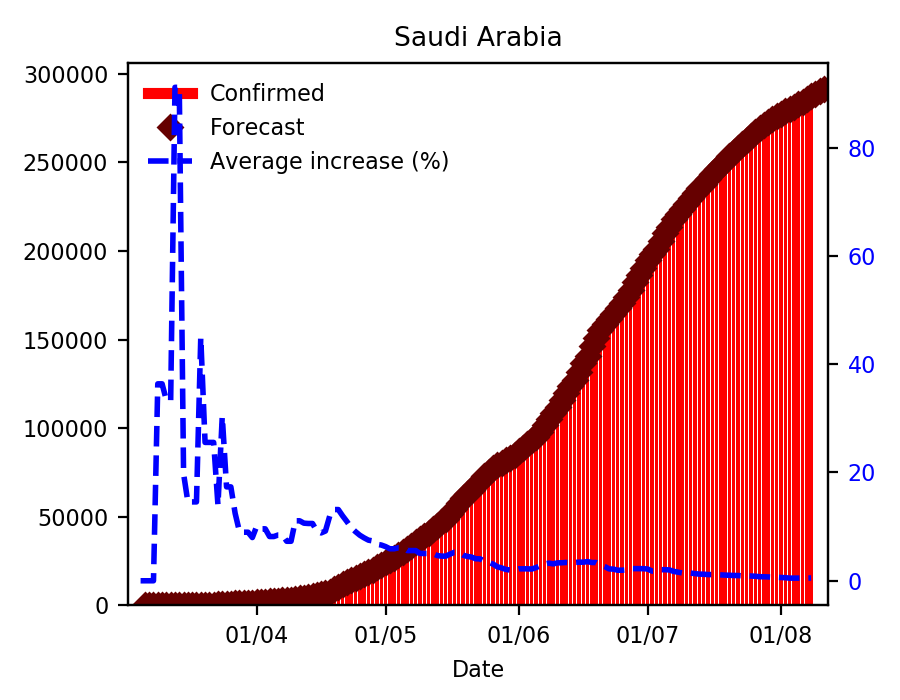 Saudi Arabia
300000
250000
200000
150000
100000
50000
0
Confirmed
Forecast
Average increase (%)
80
60
40
20
0
01/04 01/05 01/06 01/07 01/08
Date